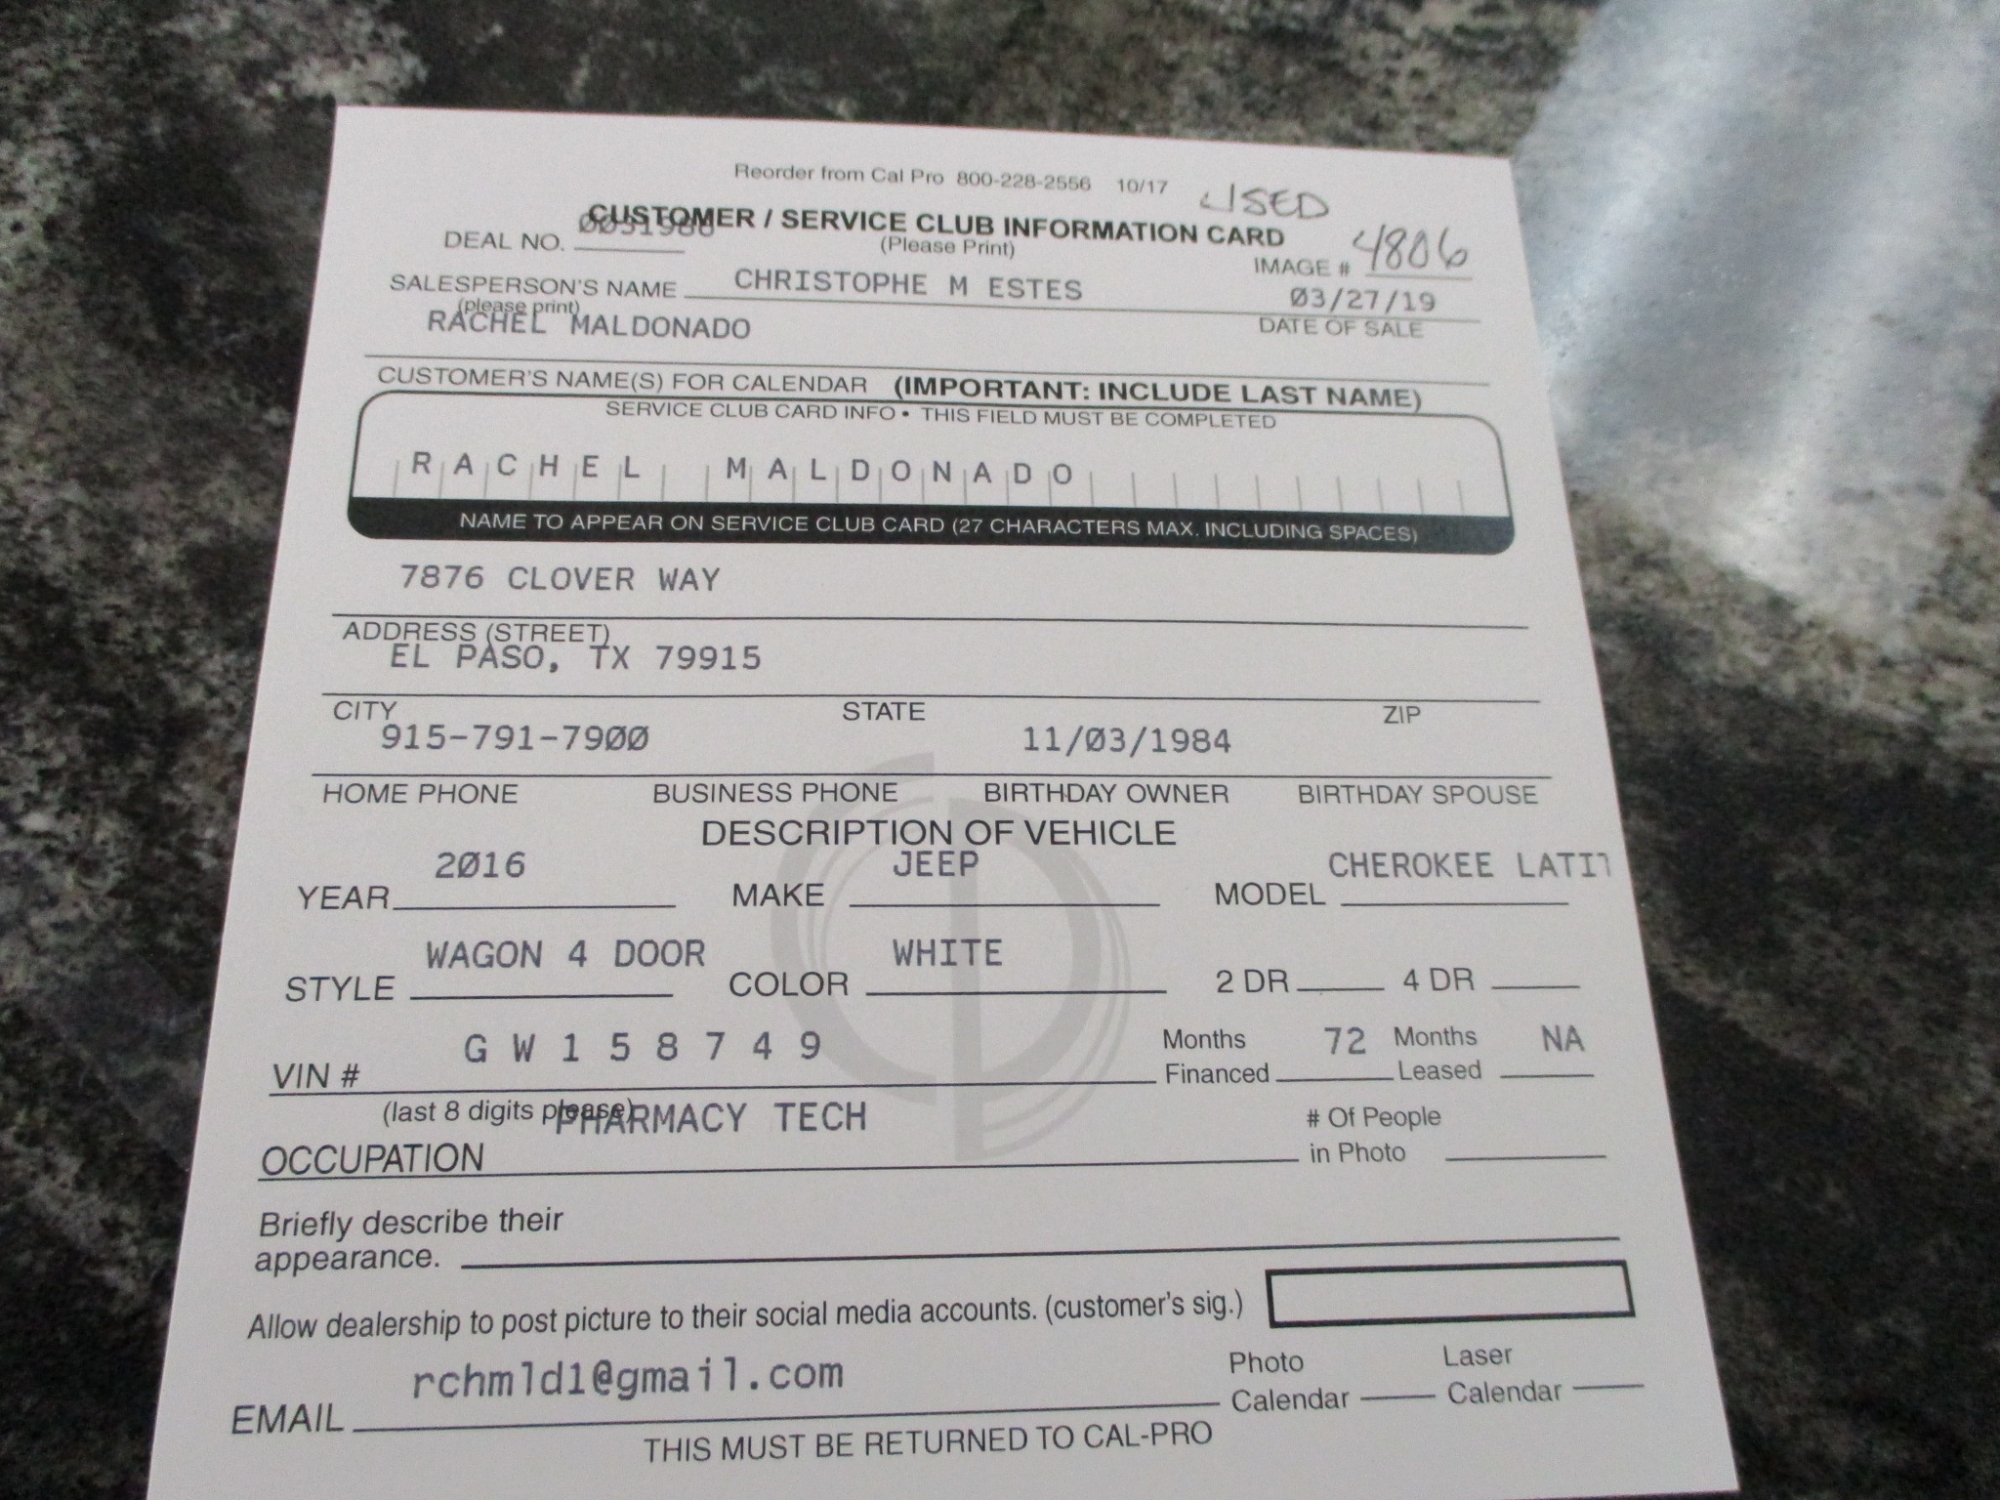 Reorder from Cal Pro 800-228-2556 10/17 USED
CUSTOMER / SERVICE CLUB INFORMATION CARD
DEAL NO. (Please Print) IMAGE # 4806
SALESPERSON'S NAME CHRISTOPHE M ESTES 03/27/19
(please print) DATE OF SALE
RACHEL MALDONADO
CUSTOMER'S NAME(S) FOR CALENDAR (IMPORTANT: INCLUDE LAST NAME)
SERVICE CLUB CARD INFO • THIS FIELD MUST BE COMPLETED
RACHEL MALDONADO
NAME TO APPEAR ON SERVICE CLUB CARD (27 CHARACTERS MAX. INCLUDING SPACES)
7876 CLOVER WAY
ADDRESS (STREET)
EL PASO, TX 79915
CITY STATE ZIP
915-791-7900 11/03/1984
HOME PHONE BUSINESS PHONE BIRTHDAY OWNER BIRTHDAY SPOUSE
DESCRIPTION OF VEHICLE
2016 JEEP CHEROKEE LATIT
YEAR MAKE MODEL
WAGON 4 DOOR WHITE
STYLE COLOR 2 DR 4 DR
G W 1 5 8 7 4 9 Months 72 Months NA
VIN # Financed Leased
(last 8 digits please) PHARMACY TECH # Of People
OCCUPATION in Photo
Briefly describe their
appearance.
Allow dealership to post picture to their social media accounts. (customer's sig.)
rchmld1@gmail.com Photo Laser
EMAIL Calendar Calendar
THIS MUST BE RETURNED TO CAL-PRO